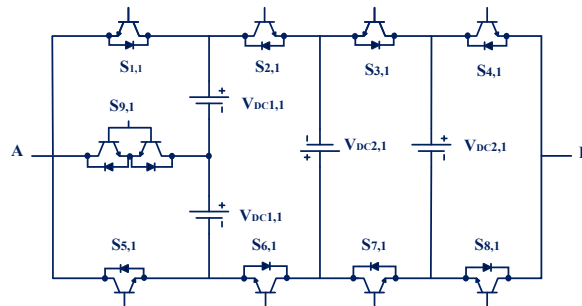 S1,1 S2,1 S3,1 S4,1
S9,1
VDC1,1
A
VDC2,1 VDC2,1
VDC1,1
S5,1 S6,1 S7,1 S8,1